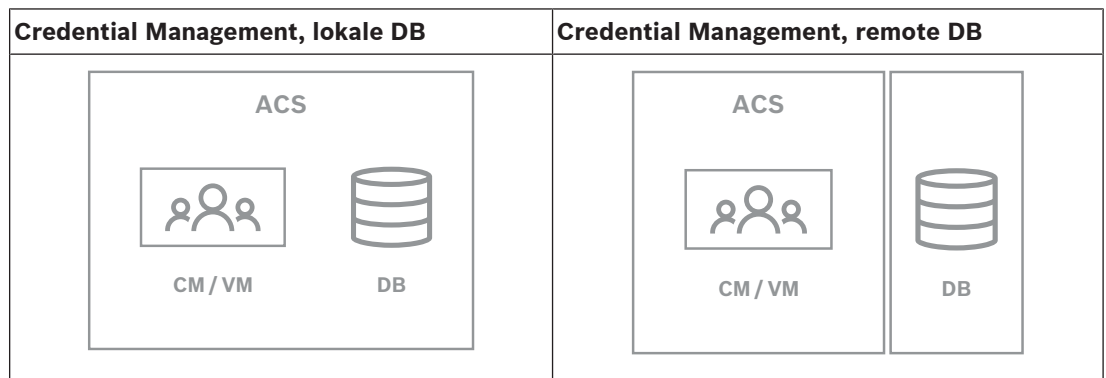 Credential Management, lokale DB
Credential Management, remote DB
ACS
CM / VM
DB
ACS
CM / VM
DB